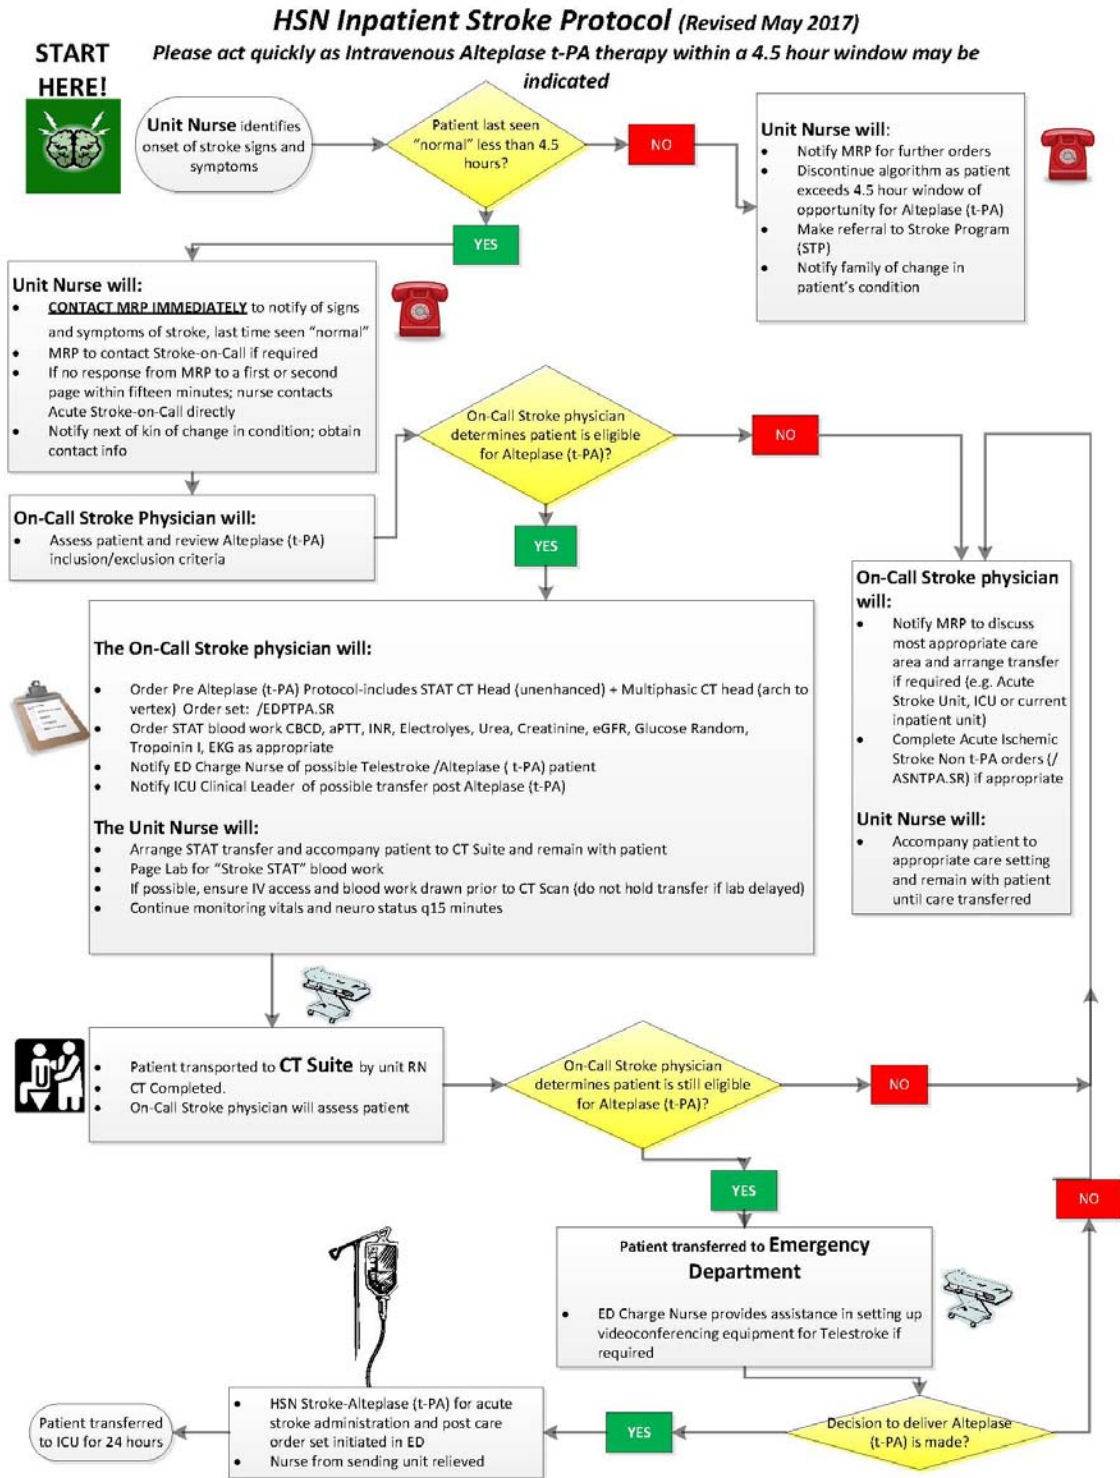 HSN Inpatient Stroke Protocol (Revised May 2017)
Please act quickly as Intravenous Alteplase t-PA therapy within a 4.5 hour window may be
indicated
START
HERE!
Unit Nurse identifies
onset of stroke signs and
symptoms
Patient last seen
“normal” less than 4.5
hours?
NO
Unit Nurse will:
• Notify MRP for further orders
• Discontinue algorithm as patient
exceeds 4.5 hour window of
opportunity for Alteplase (t-PA)
• Make referral to Stroke Program
(STP)
• Notify family of change in
patient’s condition
YES
Unit Nurse will:
• CONTACT MRP IMMEDIATELY to notify of signs
and symptoms of stroke, last time seen “normal”
• MRP to contact Stroke-on-Call if required
• If no response from MRP to a first or second
page within fifteen minutes; nurse contacts
Acute Stroke-on-Call directly
• Notify next of kin of change in condition; obtain
contact info
On-Call Stroke Physician will:
• Assess patient and review Alteplase (t-PA)
inclusion/exclusion criteria
On-Call Stroke physician
determines patient is eligible
for Alteplase (t-PA)?
NO
YES
On-Call Stroke physician
will:
• Notify MRP to discuss
most appropriate care
area and arrange transfer
if required (e.g. Acute
Stroke Unit, ICU or current
inpatient unit)
• Complete Acute Ischemic
Stroke Non t-PA orders (/
ASNTPA.SR) if appropriate
Unit Nurse will:
• Accompany patient to
appropriate care setting
and remain with patient
until care transferred
The On-Call Stroke physician will:
• Order Pre Alteplase (t-PA) Protocol-includes STAT CT Head (unenhanced) + Multiphasic CT head (arch to
vertex) Order set: /EDPTPA.SR
• Order STAT blood work CBCD, aPTT, INR, Electrolyes, Urea, Creatinine, eGFR, Glucose Random,
Tropoinin I, EKG as appropriate
• Notify ED Charge Nurse of possible Telestroke /Alteplase ( t-PA) patient
• Notify ICU Clinical Leader of possible transfer post Alteplase (t-PA)
The Unit Nurse will:
• Arrange STAT transfer and accompany patient to CT Suite and remain with patient
• Page Lab for “Stroke STAT” blood work
• If possible, ensure IV access and blood work drawn prior to CT Scan (do not hold transfer if lab delayed)
• Continue monitoring vitals and neuro status q15 minutes
• Patient transported to CT Suite by unit RN
• CT Completed.
• On-Call Stroke physician will assess patient
On-Call Stroke physician
determines patient is still eligible
for Alteplase (t-PA)?
NO
YES
Patient transferred to Emergency
Department
• ED Charge Nurse provides assistance in setting up
videoconferencing equipment for Telestroke if
required
NO
Decision to deliver Alteplase
(t-PA) is made?
YES
• HSN Stroke-Alteplase (t-PA) for acute
stroke administration and post care
order set initiated in ED
• Nurse from sending unit relieved
Patient transferred
to ICU for 24 hours